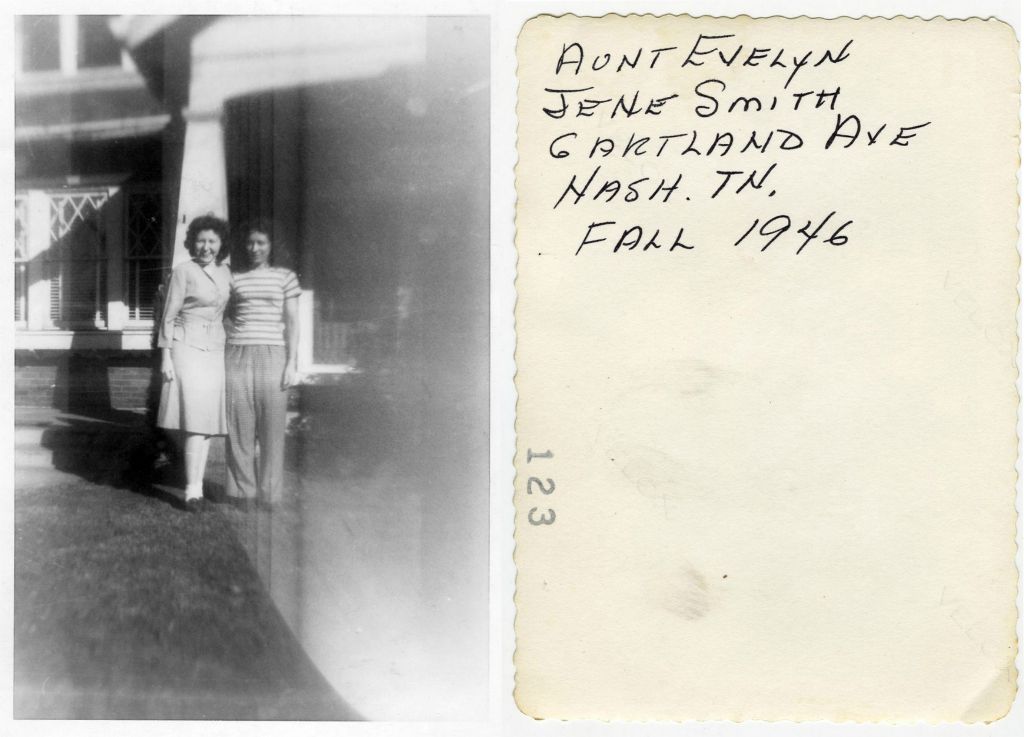 AUNT EVELYN
JENE SMITH
GARTLAND AVE
NASH. TN.
FALL 1946
123